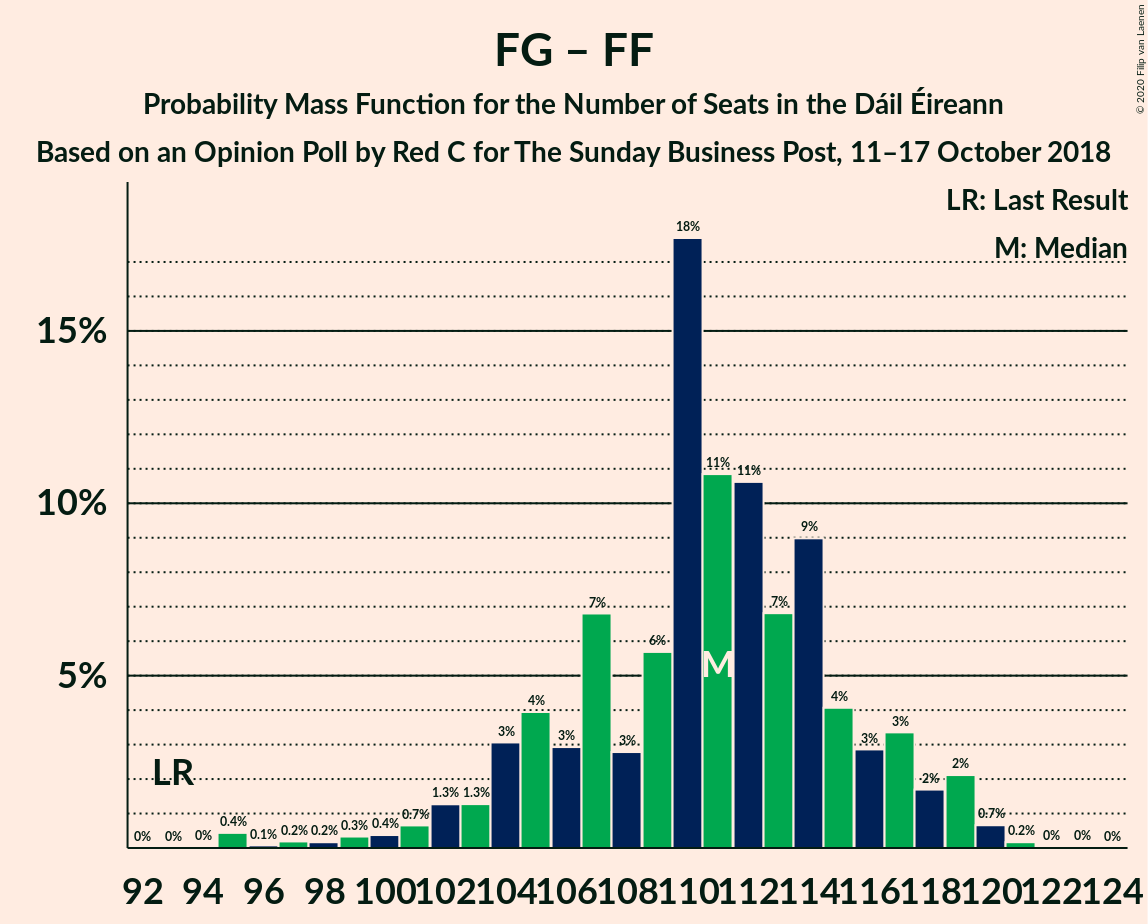 FG – FF
Probability Mass Function for the Number of Seats in the Dáil Éireann
Based on an Opinion Poll by Red C for The Sunday Business Post, 11–17 October 2018
© 2020 Filip van Laenen
LR: Last Result
M: Median
15%
10%
5%
LR
M
0% 0% 0% 0.4% 0.1% 0.2% 0.2% 0.3% 0.4% 0.7% 1.3% 1.3% 3% 4% 3% 7% 3% 6% 18% 11% 11% 7% 9% 4% 3% 3% 2% 2% 0.7% 0.2% 0% 0% 0%
92 94 96 98 100 102 104 106 108 110 112 114 116 118 120 122 124